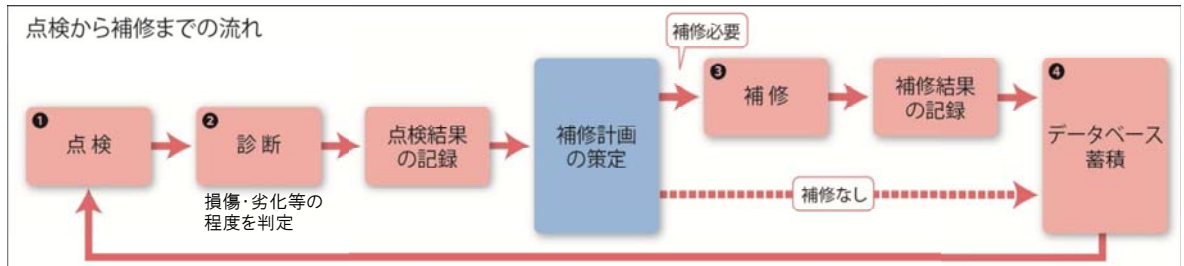 点検から補修までの流れ
❶
点検
❷
診断
損傷・劣化等の
程度を判定
点検結果
の記録
補修計画
の策定
補修必要
❸
補修
補修結果
の記録
補修なし
❹
データベース
蓄積